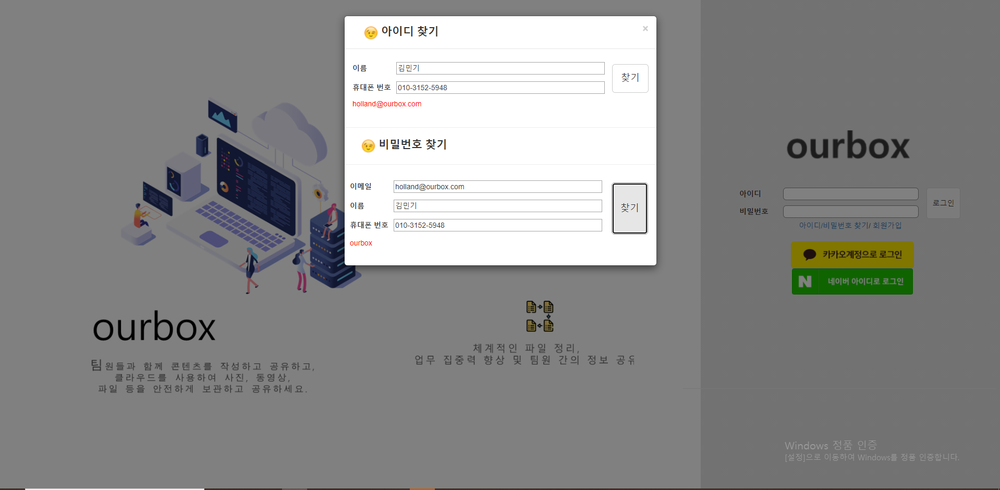 아이디 찾기
×
이름 김민기
휴대폰 번호 010-3152-5948
찾기
holland@ourbox.com
비밀번호 찾기
이메일 holland@ourbox.com
이름 김민기
휴대폰 번호 010-3152-5948
찾기
ourbox
ourbox
팀원들과 함께 콘텐츠를 작성하고 공유하고,
클라우드를 사용하여 사진, 동영상,
파일 등을 안전하게 보관하고 공유하세요.
체계적인 파일 정리,
업무 집중력 향상 및 팀원 간의 정보 공유
ourbox
아이디
비밀번호
로그인
아이디/비밀번호 찾기/ 회원가입
카카오계정으로 로그인
N 네이버 아이디로 로그인
Windows 정품 인증
[설정]으로 이동하여 Windows를 정품 인증합니다.